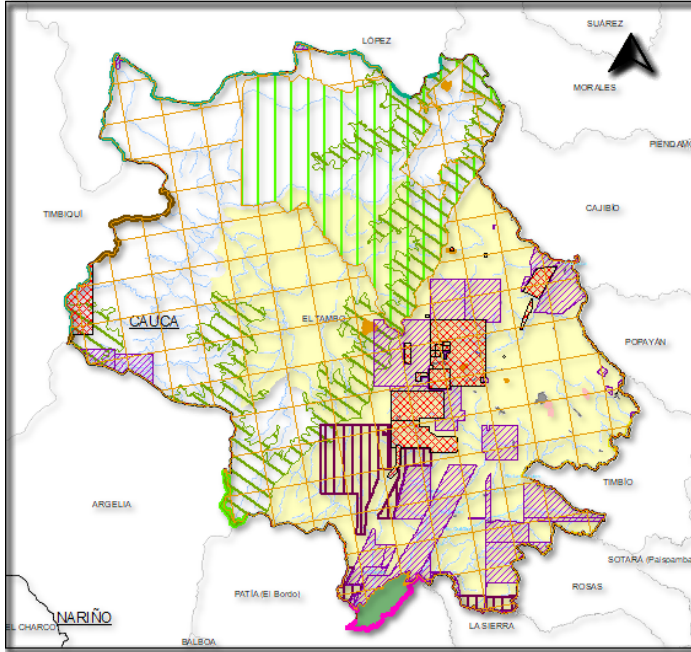 SUÁREZ
LÓPEZ
MORALES
PIENDAM
TIMBIQUÍ
CAJIBÍO
CAUCA
EL TAMBO
POPAYÁN
ARGELIA
TIMBÍO
SOTARÁ (Paispamba
ROSAS
PATÍA (El Bordo)
NARIÑO
EL CHARCO
LA SIERRA
BALBOA